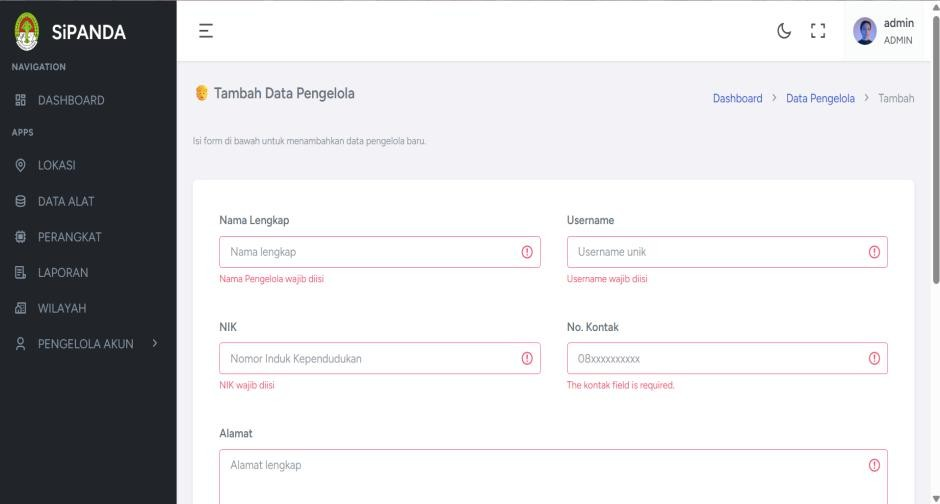 SiPANDA
admin
ADMIN
NAVIGATION
DASHBOARD
APPS
LOKASI
DATA ALAT
PERANGKAT
LAPORAN
WILAYAH
PENGELOLA AKUN
Tambah Data Pengelola
Dashboard > Data Pengelola > Tambah
Isi form di bawah untuk menambahkan data pengelola baru.
Nama Lengkap
Nama lengkap
Nama Pengelola wajib diisi
Username
Username unik
Username wajib diisi
NIK
Nomor Induk Kependudukan
NIK wajib diisi
No. Kontak
08xxxxxxxxxx
The kontak field is required.
Alamat
Alamat lengkap